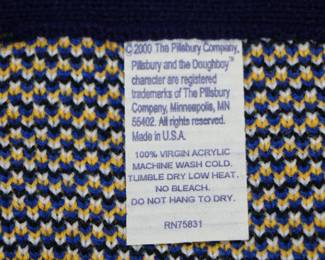 © 2000 The Pillsbury Company,
Pillsbury and the Doughboy™
character are registered
trademarks of The Pillsbury
Company, Minneapolis, MN
55402. All rights reserved.
Made in U.S.A.
100% VIRGIN ACRYLIC
MACHINE WASH COLD.
TUMBLE DRY LOW HEAT.
NO BLEACH.
DO NOT HANG TO DRY.
RN75831